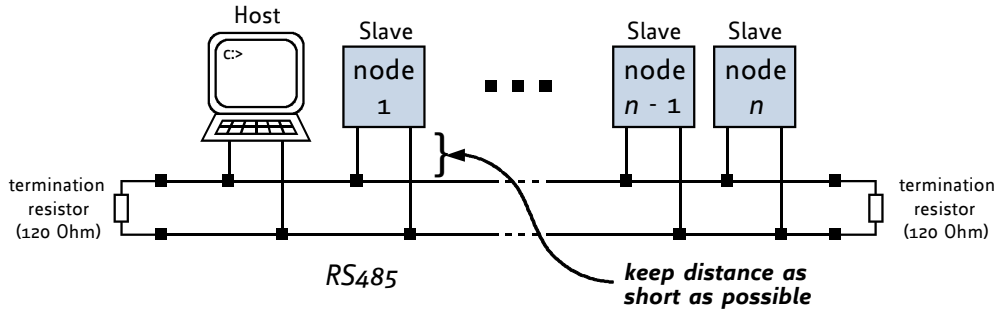 Host
C:>
Slave
node
1
Slave
node
n - 1
Slave
node
n
termination
resistor
(120 Ohm)
termination
resistor
(120 Ohm)
RS485
keep distance as
short as possible